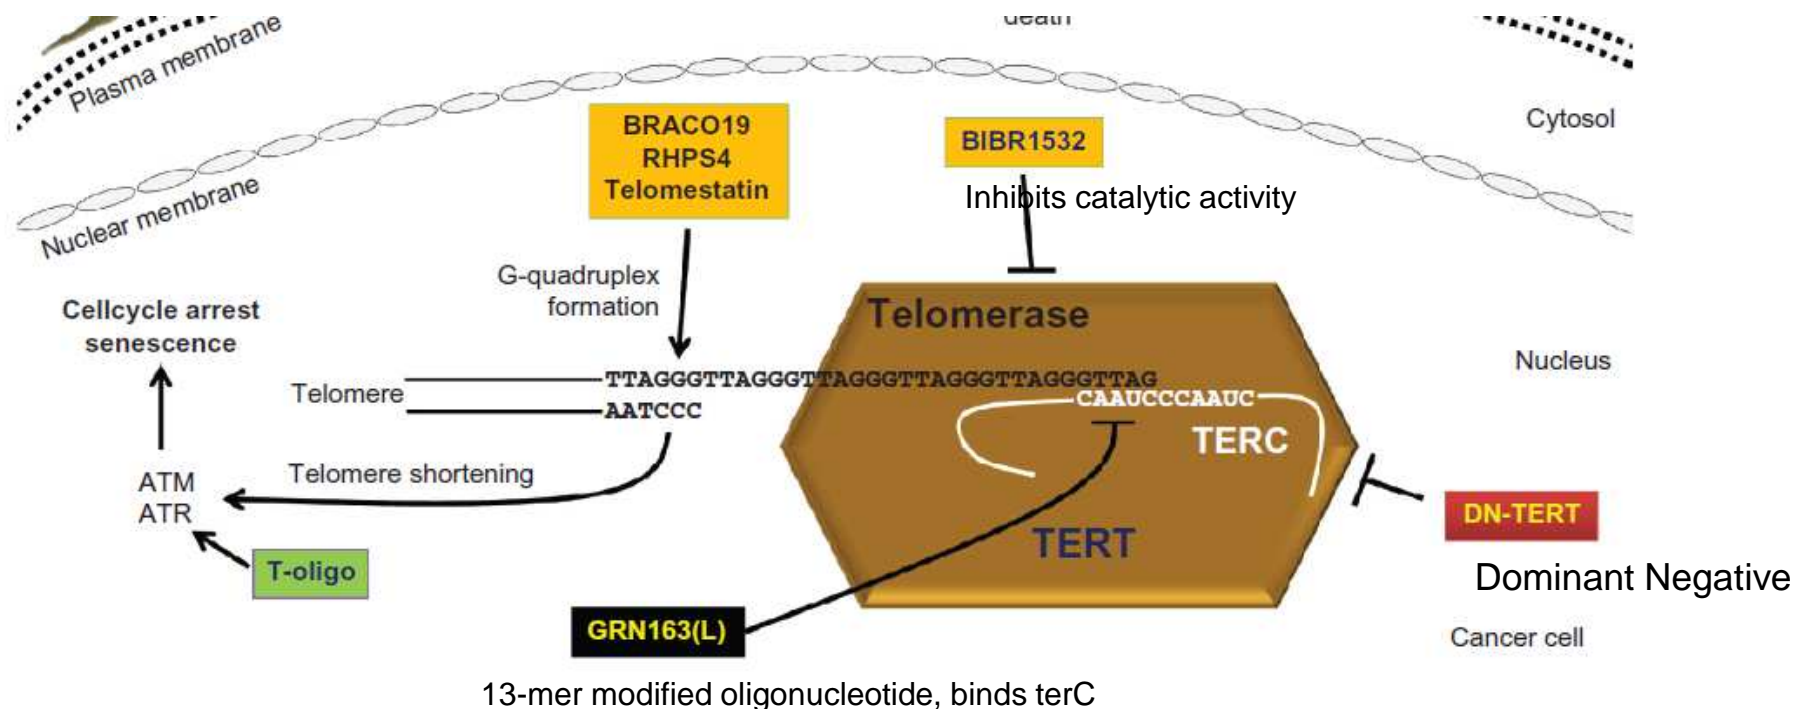 death
Plasma membrane
Cytosol
BRACO19
RHPS4
Telomestatin
BIBR1532
Inhibits catalytic activity
Nuclear membrane
G-quadruplex
formation
Cellcycle arrest
senescence
Telomerase
Nucleus
Telomere
TTAGGGTTAGGGTTAGGGTTAGGGTTAGGGTTAG
AATCCC
CAAUCCCAAUC
TERC
Telomere shortening
ATM
ATR
DN-TERT
TERT
T-oligo
Dominant Negative
GRN163(L)
Cancer cell
13-mer modified oligonucleotide, binds terC